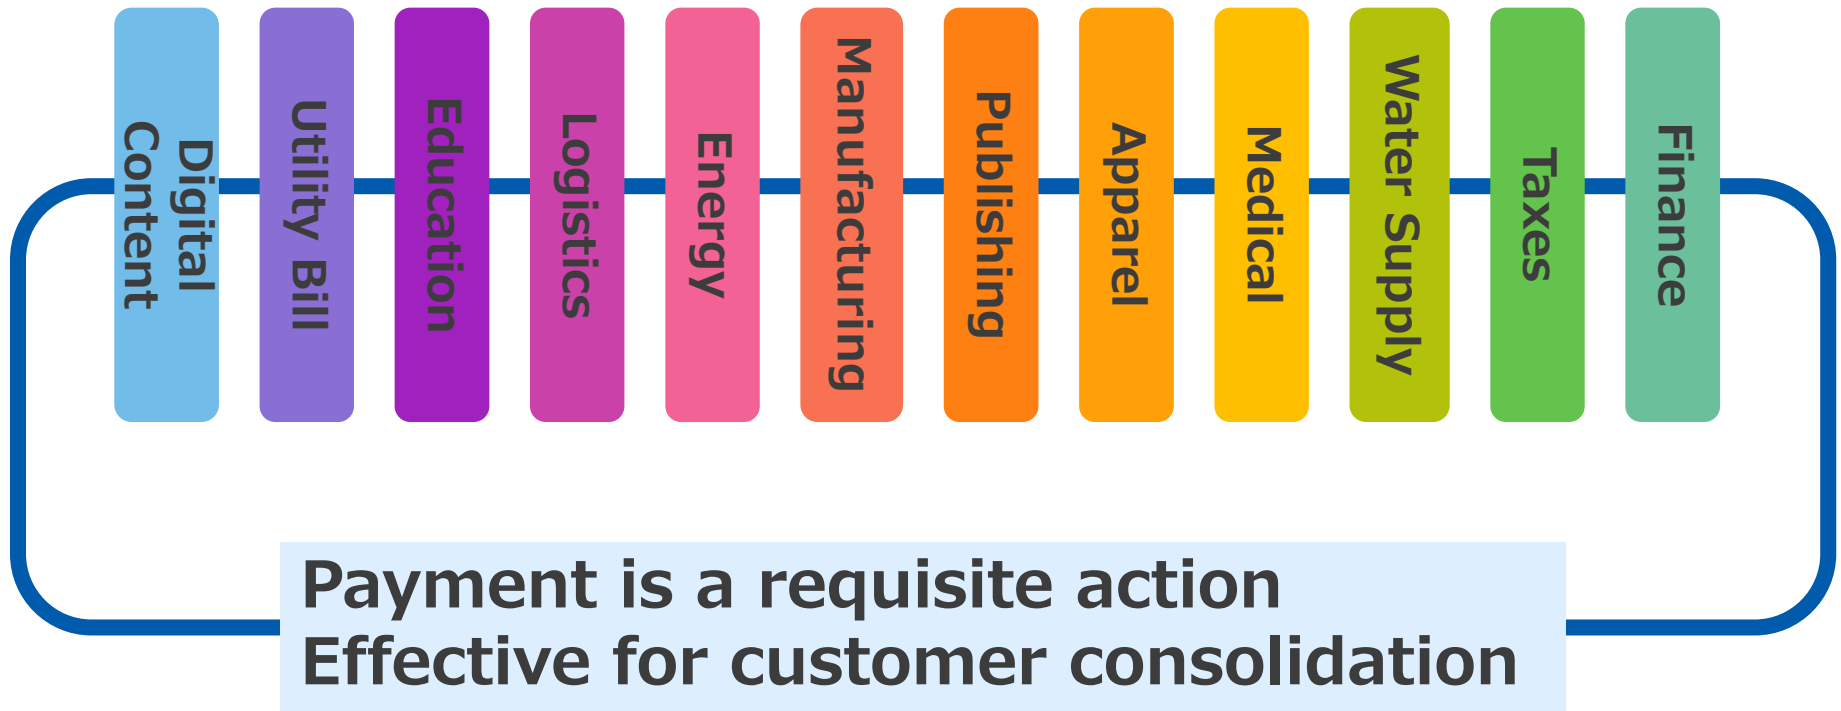 Digital
Content
Utility Bill
Education
Logistics
Energy
Manufacturing
Publishing
Apparel
Medical
Water Supply
Taxes
Finance
Payment is a requisite action
Effective for customer consolidation